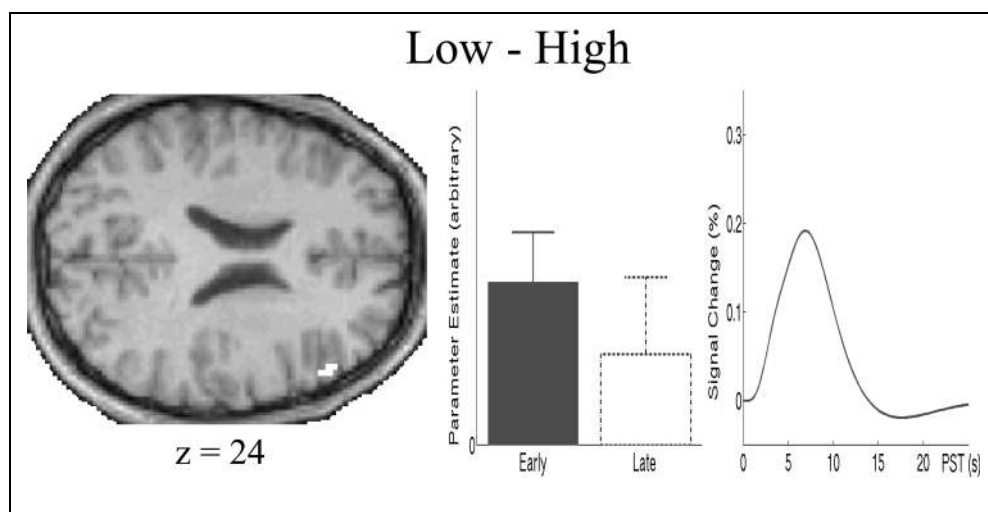 Low - High
z = 24
Parameter Estimate (arbitrary)
0
Early
Late
Signal Change (%)
0.3
0.2
0.1
0
0
5
10
15
20
PST (s)